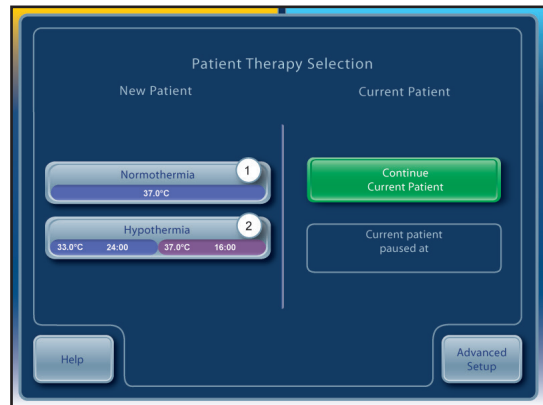 Patient Therapy Selection
New Patient
Current Patient
Normothermia
1
37.0°C
Hypothermia
2
33.0°C 24:00 37.0°C 16:00
Continue
Current Patient
Current patient
paused at
Help
Advanced
Setup